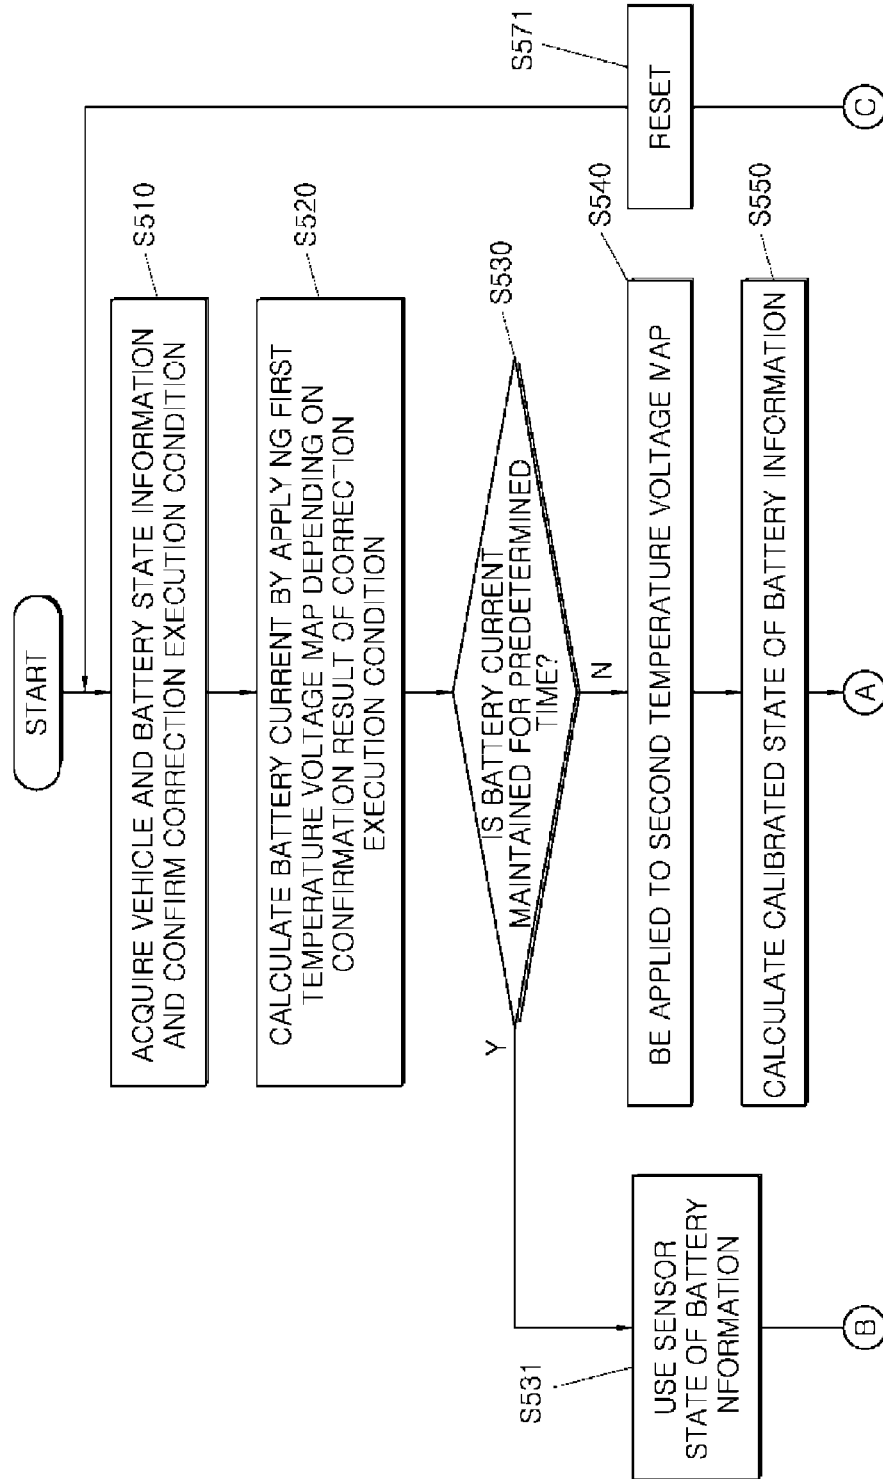 START
ACQUIRE VEHICLE AND BATTERY STATE INFORMATION
AND CONFIRM CORRECTION EXECUTION CONDITION
S510
CALCULATE BATTERY CURRENT BY APPLY NG FIRST
TEMPERATURE VOLTAGE MAP DEPENDING ON
CONFIRMATION RESULT OF CORRECTION
EXECUTION CONDITION
S520
IS BATTERY CURRENT
MAINTAINED FOR PREDETERMINED
TIME?
S530
Y
N
USE SENSOR
STATE OF BATTERY
NFORMATION
S531
BE APPLIED TO SECOND TEMPERATURE VOLTAGE MAP
S540
RESET
S571
CALCULATE CALIBRATED STATE OF BATTERY INFORMATION
S550
B
A
C